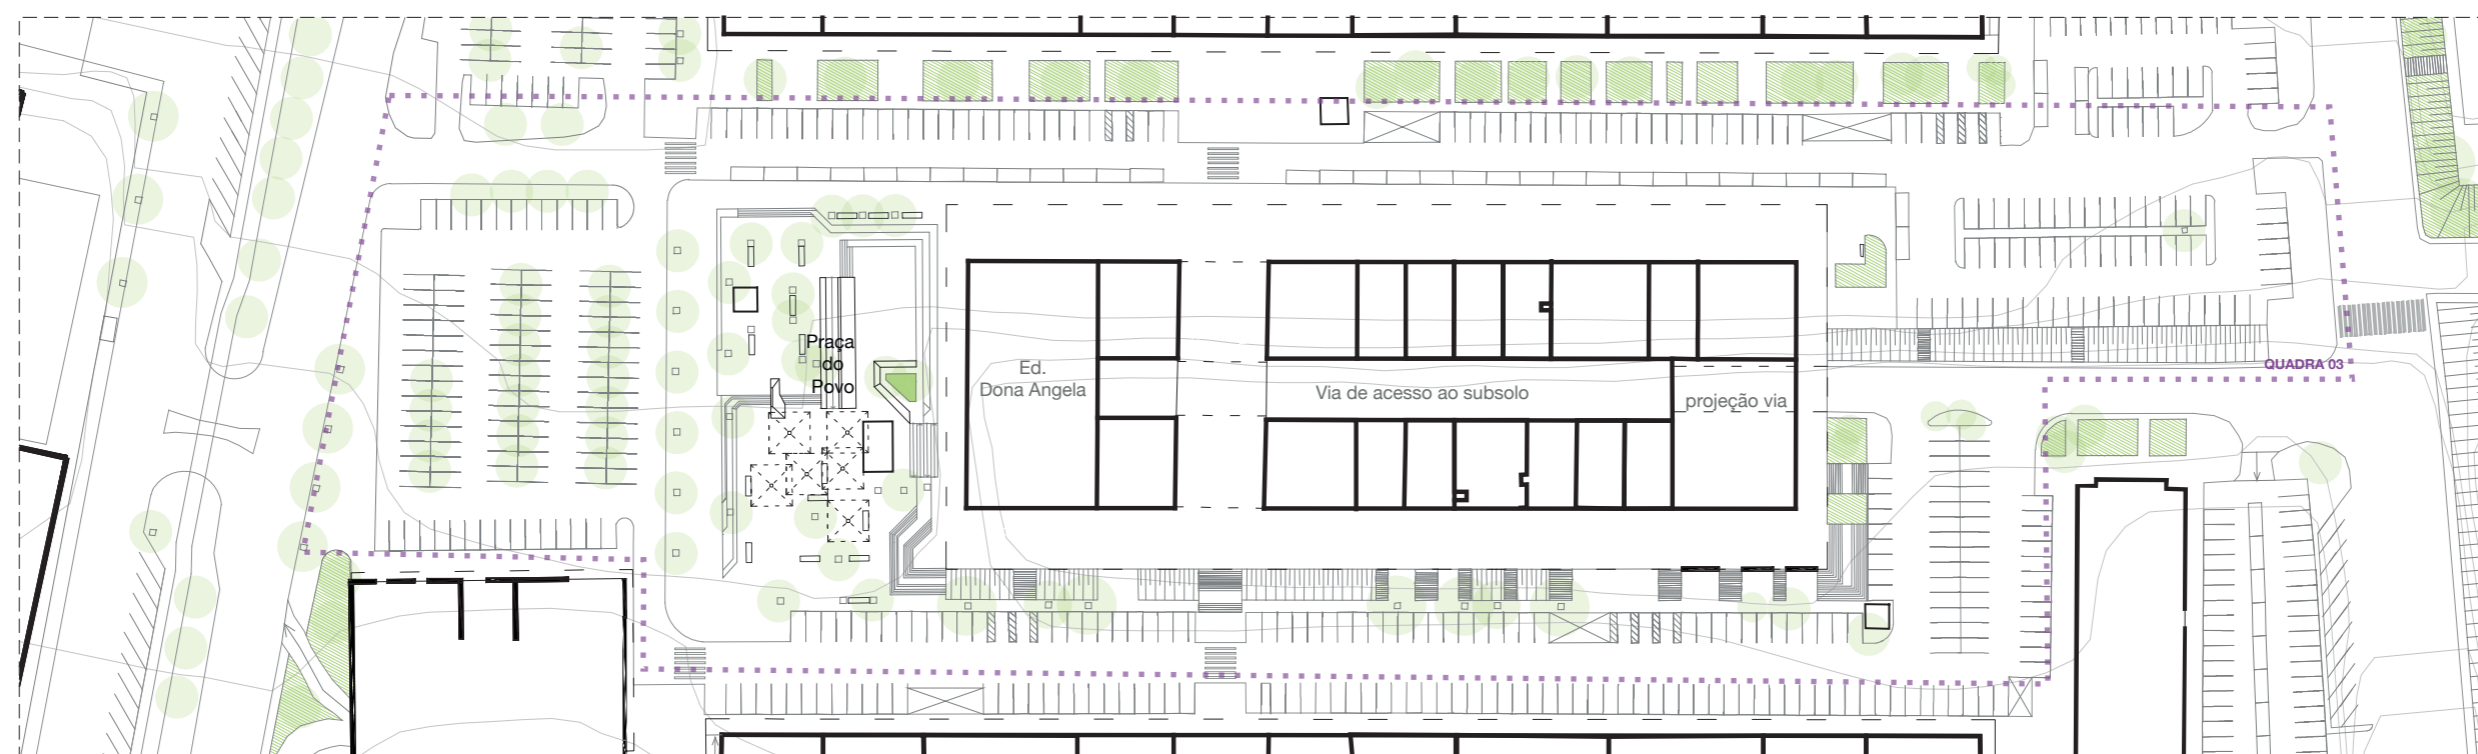 Praça
do
Povo
Ed.
Dona Angela
Via de acesso ao subsolo
projeção via
QUADRA 03